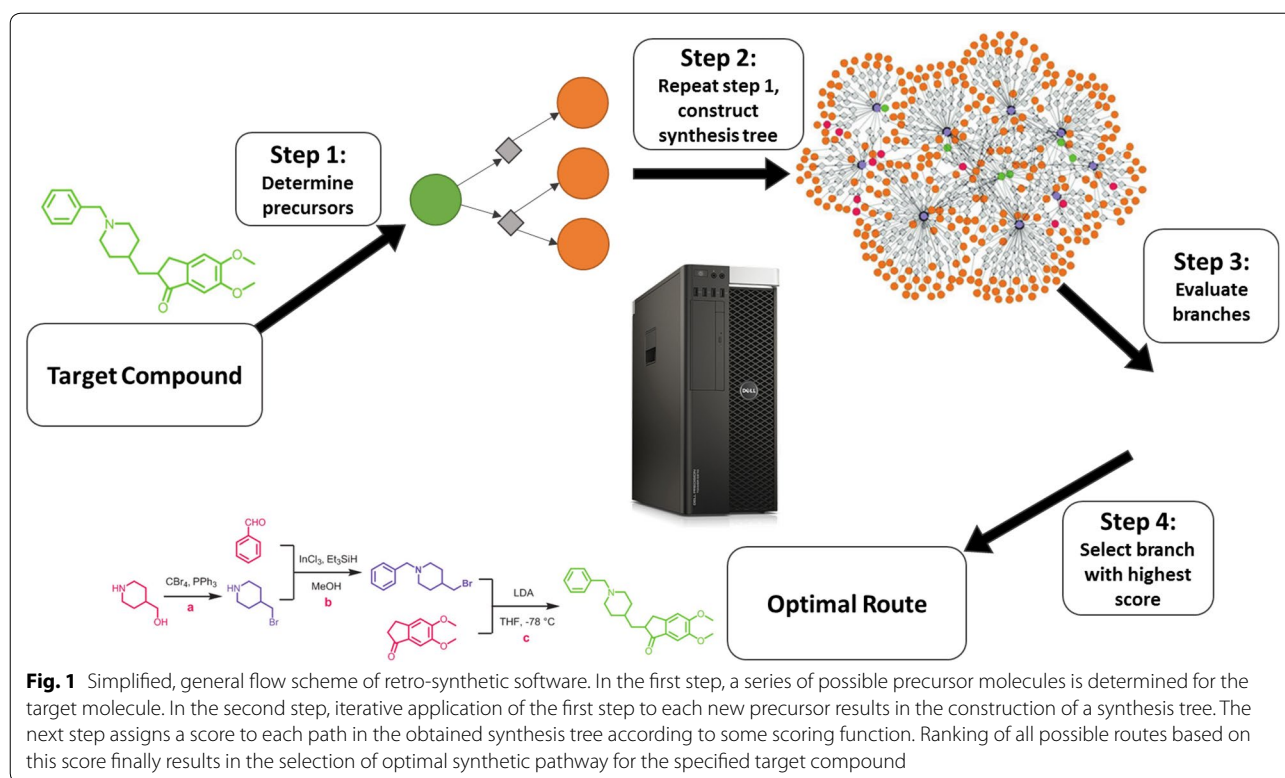 Step 1:
Determine
precursors
Step 2:
Repeat step 1,
construct
synthesis tree
Step 3:
Evaluate
branches
Step 4:
Select branch
with highest
score
Target Compound
Optimal Route
N
O
O
O
DELL
CHO
HN
OH
CBr4, PPh3
a
HN
Br
InCl3, Et3SiH
MeOH
b
N
Br
O
O
O
LDA
THF, -78 °C
c
N
O
O
O
Fig. 1 Simplified, general flow scheme of retro-synthetic software. In the first step, a series of possible precursor molecules is determined for the
target molecule. In the second step, iterative application of the first step to each new precursor results in the construction of a synthesis tree. The
next step assigns a score to each path in the obtained synthesis tree according to some scoring function. Ranking of all possible routes based on
this score finally results in the selection of optimal synthetic pathway for the specified target compound